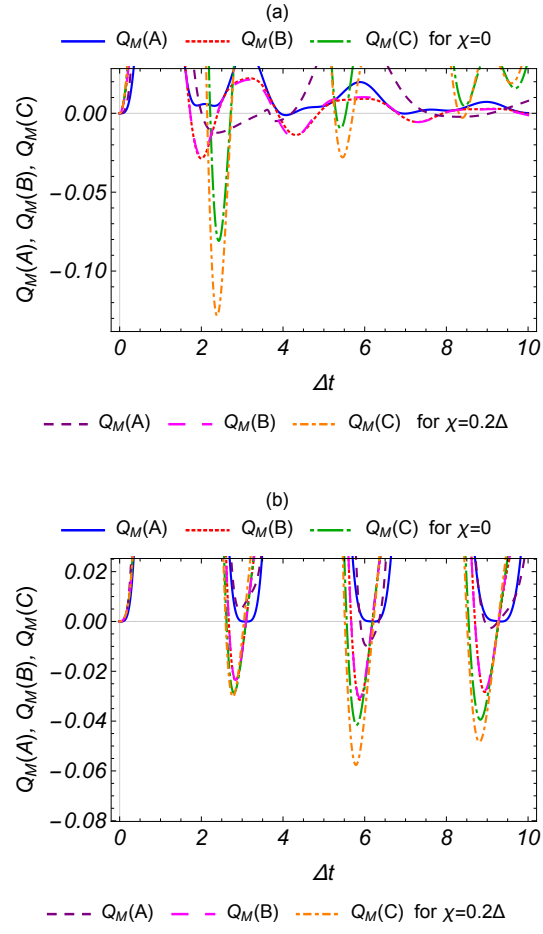 (a)
Q_M(A) Q_M(B) Q_M(C) for χ=0
0.00
−0.05
−0.10
Q_M(A), Q_M(B), Q_M(C)
0 2 4 6 8 10
Δt
Q_M(A) Q_M(B) Q_M(C) for χ=0.2Δ
(b)
Q_M(A) Q_M(B) Q_M(C) for χ=0
0.02
0.00
−0.02
−0.04
−0.06
−0.08
Q_M(A), Q_M(B), Q_M(C)
0 2 4 6 8 10
Δt
Q_M(A) Q_M(B) Q_M(C) for χ=0.2Δ